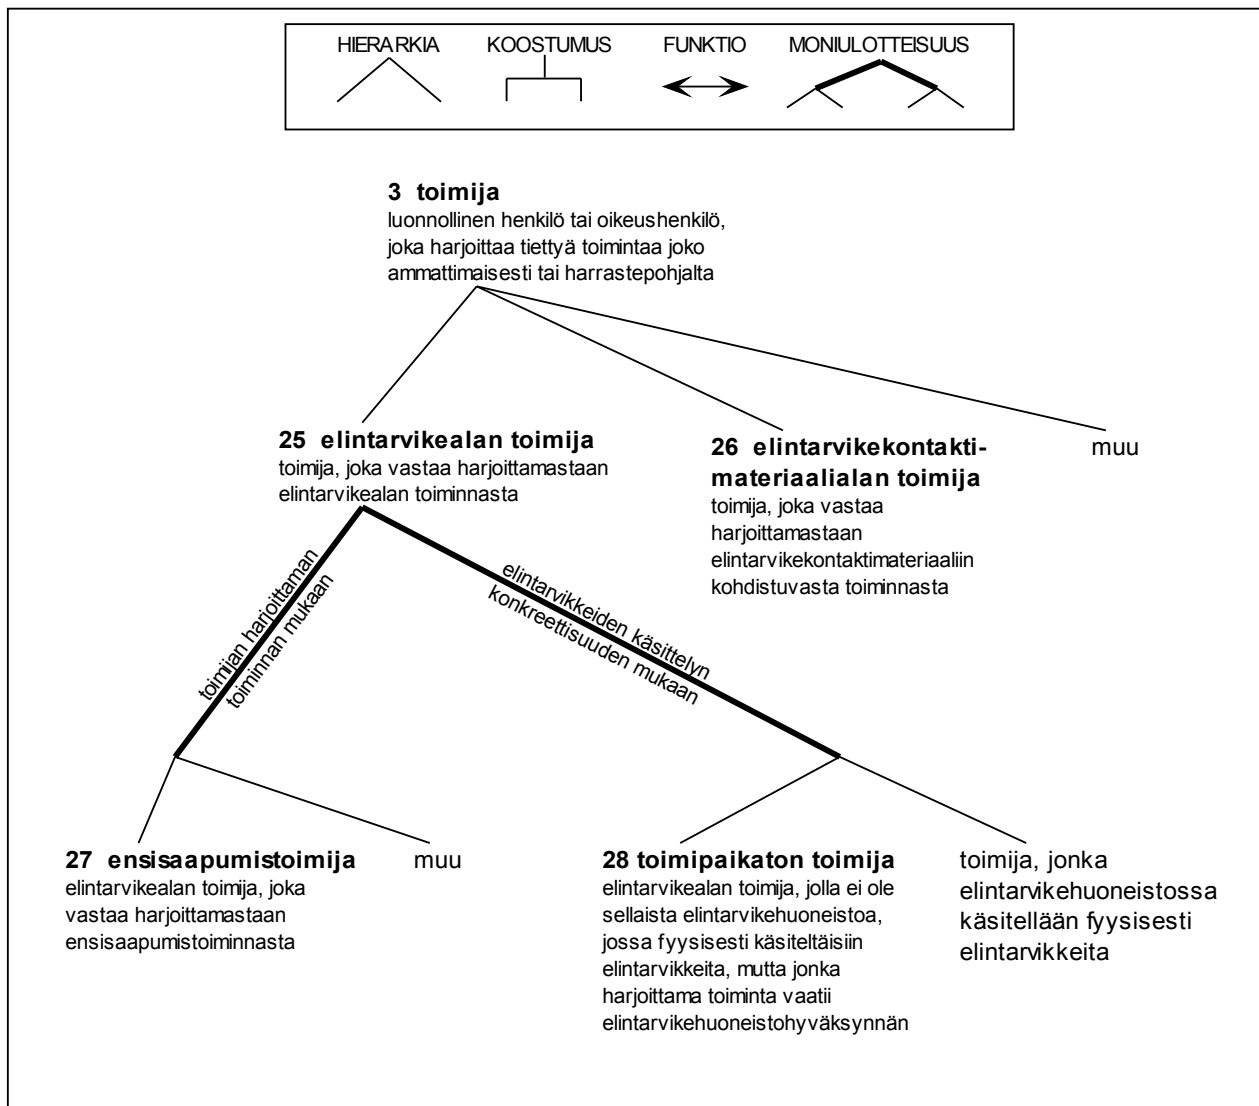 HIERARKIA KOOSTUMUS FUNKTIO MONIULOTTEISUUS
3 toimija
luonnollinen henkilö tai oikeushenkilö,
joka harjoittaa tiettyä toimintaa joko
ammattimaisesti tai harrastepohjalta
25 elintarvikealan toimija
toimija, joka vastaa harjoittamastaan
elintarvikealan toiminnasta
26 elintarvikekontakti-
materiaalialan toimija
toimija, joka vastaa
harjoittamastaan
elintarvikekontaktimateriaaliin
kohdistuvasta toiminnasta
muu
toimijan harjoittaman
toiminnan mukaan
elintarvikkeiden käsittelyn
konkreettisuuden mukaan
27 ensisaapumistoimija
elintarvikealan toimija, joka
vastaa harjoittamastaan
ensisaapumistoiminnasta
muu
28 toimipaikaton toimija
elintarvikealan toimija, jolla ei ole
sellaista elintarvikehuoneistoa,
jossa fyysisesti käsiteltäisiin
elintarvikkeita, mutta jonka
harjoittama toiminta vaatii
elintarvikehuoneistohyväksynnän
toimija, jonka
elintarvikehuoneistossa
käsitellään fyysisesti
elintarvikkeita